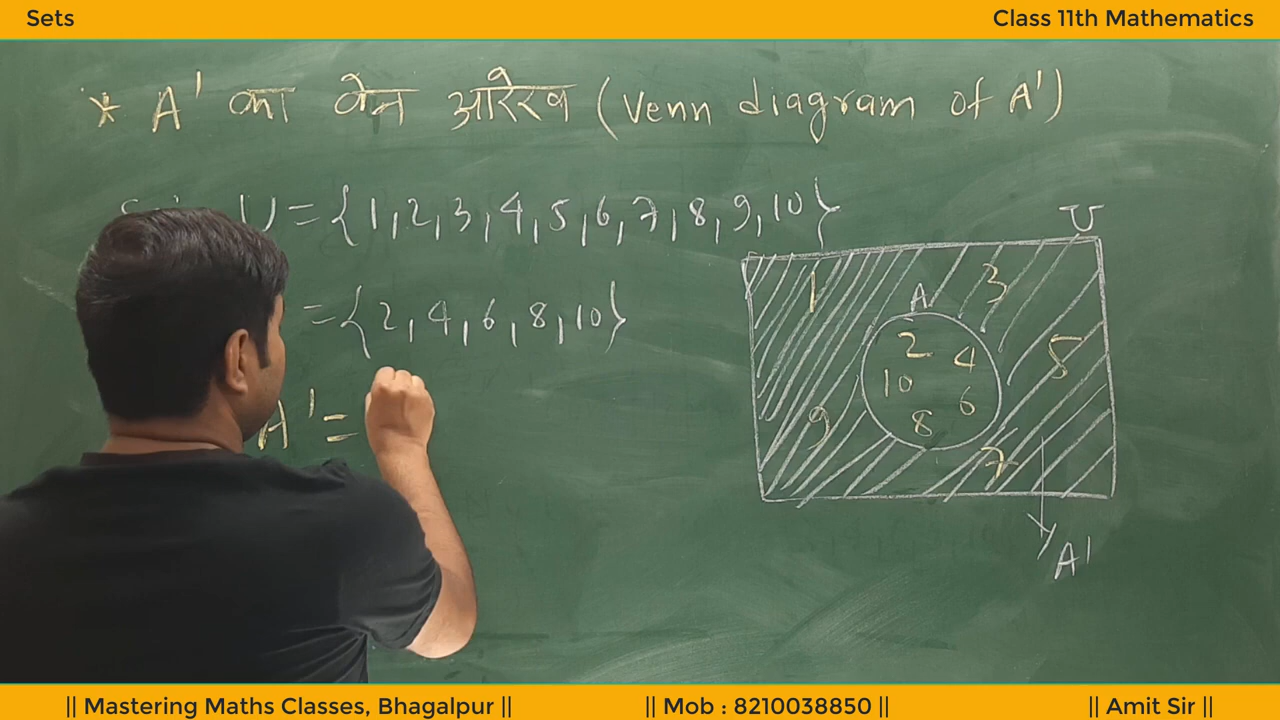 Sets
Class 11th Mathematics
* A' का वेन आरेख (Venn diagram of A')
U = {1, 2, 3, 4, 5, 6, 7, 8, 9, 10}
= {2, 4, 6, 8, 10}
A' =
U
1
3
A
2
4
5
10
6
9
8
7
A'
|| Mastering Maths Classes, Bhagalpur ||
|| Mob : 8210038850 ||
|| Amit Sir ||